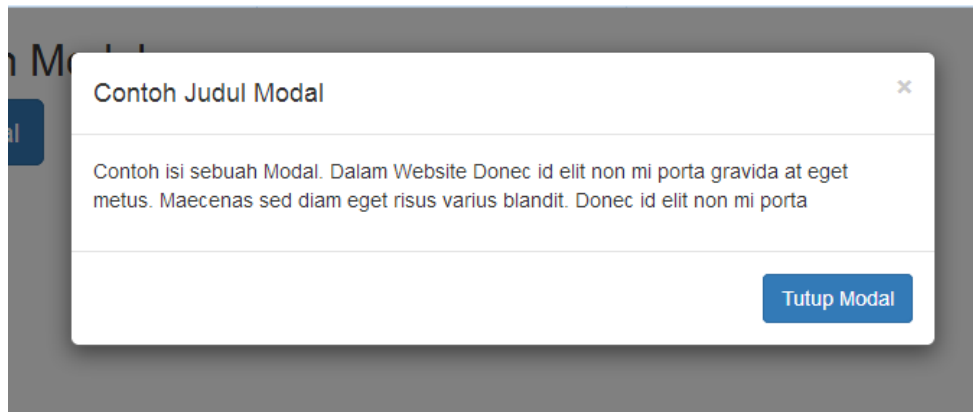 Contoh Judul Modal
×
Contoh isi sebuah Modal. Dalam Website Donec id elit non mi porta gravida at eget
metus. Maecenas sed diam eget risus varius blandit. Donec id elit non mi porta
Tutup Modal